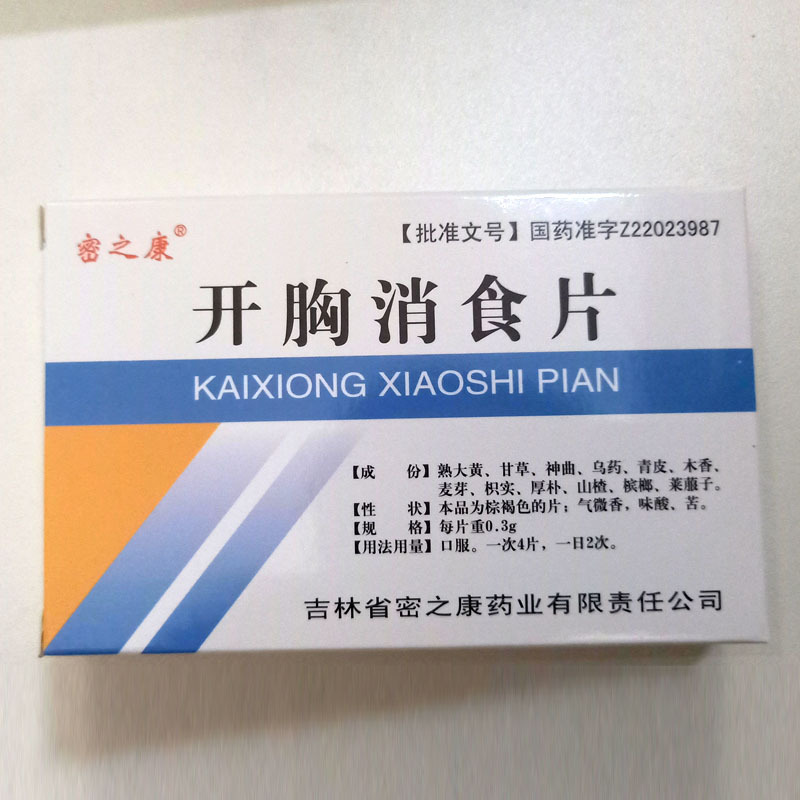 密之康®
【批准文号】国药准字Z22023987
开胸消食片
KAIXIONG XIAOSHI PIAN
【成 份】熟大黄、甘草、神曲、乌药、青皮、木香、
麦芽、枳实、厚朴、山楂、槟榔、莱菔子。
【性 状】本品为棕褐色的片；气微香，味酸、苦。
【规 格】每片重0.3g
【用法用量】口服。一次4片，一日2次。
吉林省密之康药业有限责任公司